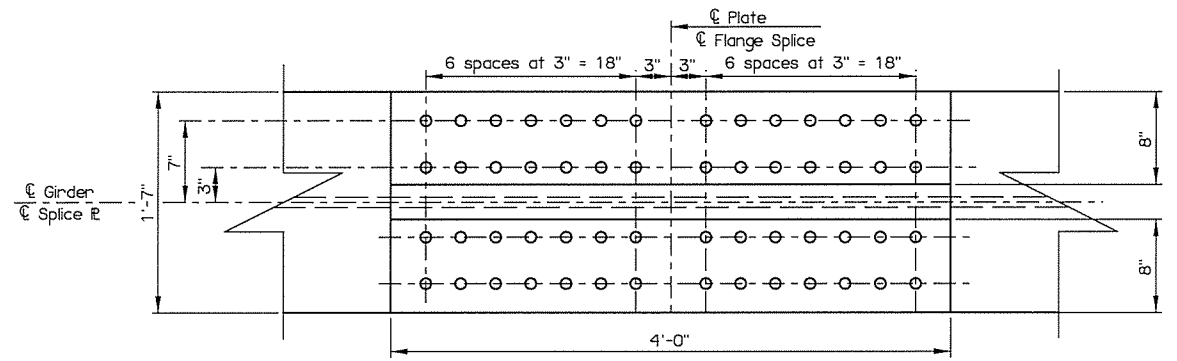 ℄ Plate
℄ Flange Splice
6 spaces at 3" = 18"
3"
3"
6 spaces at 3" = 18"
7"
3"
1'-7"
8"
8"
℄ Girder
℄ Splice ⅊
4'-0"